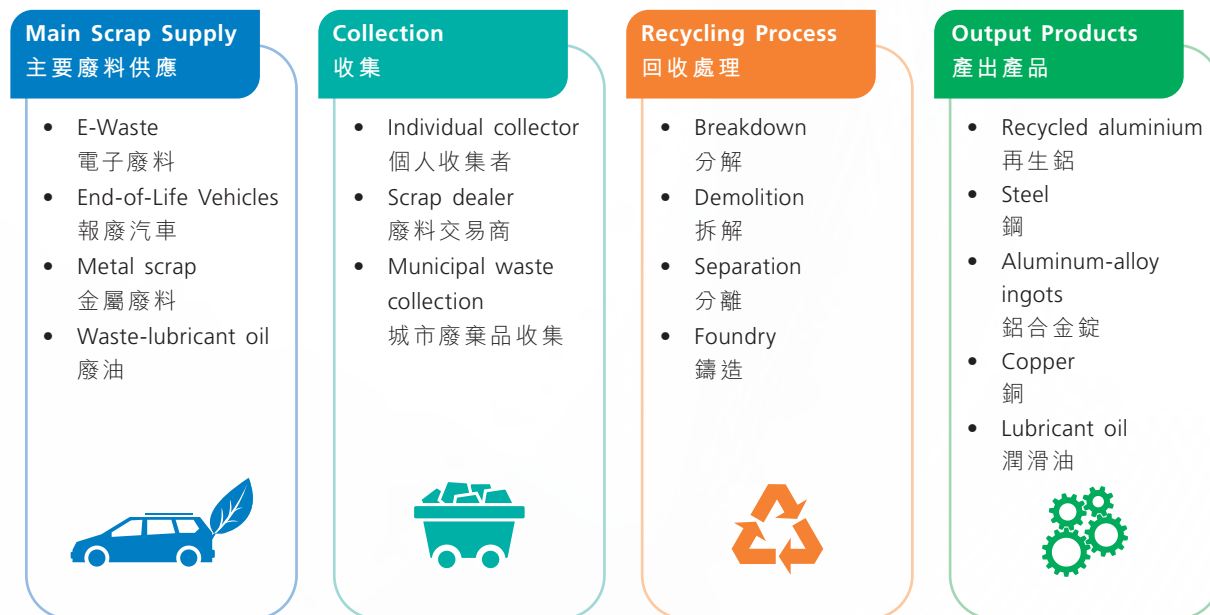 Main Scrap Supply
主要廢料供應
• E-Waste
電子廢料
• End-of-Life Vehicles
報廢汽車
• Metal scrap
金屬廢料
• Waste-lubricant oil
廢油
Collection
收集
• Individual collector
個人收集者
• Scrap dealer
廢料交易商
• Municipal waste
collection
城市廢棄品收集
Recycling Process
回收處理
• Breakdown
分解
• Demolition
拆解
• Separation
分離
• Foundry
鑄造
Output Products
產出產品
• Recycled aluminium
再生鋁
• Steel
鋼
• Aluminum-alloy
ingots
鋁合金錠
• Copper
銅
• Lubricant oil
潤滑油